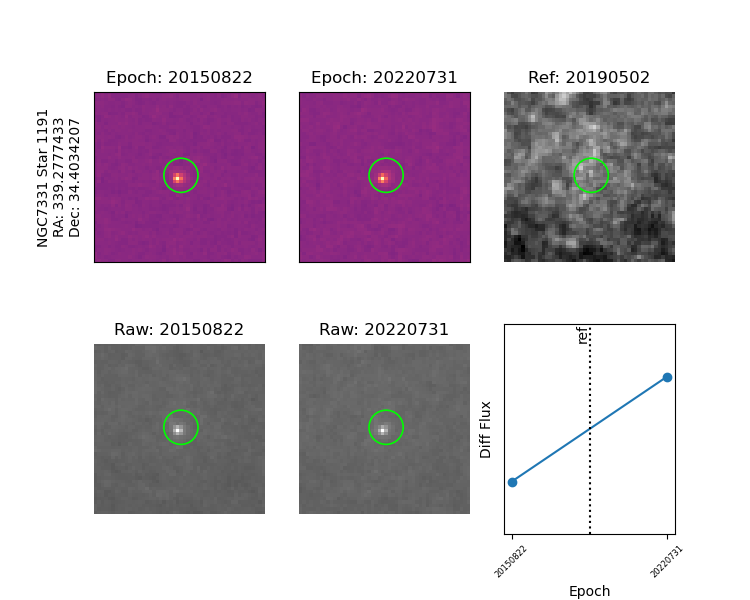 NGC7331 Star 1191
RA: 339.2777433
Dec: 34.4034207
Epoch: 20150822
Epoch: 20220731
Ref: 20190502
Raw: 20150822
Raw: 20220731
ref
Diff Flux
20150822
20220731
Epoch